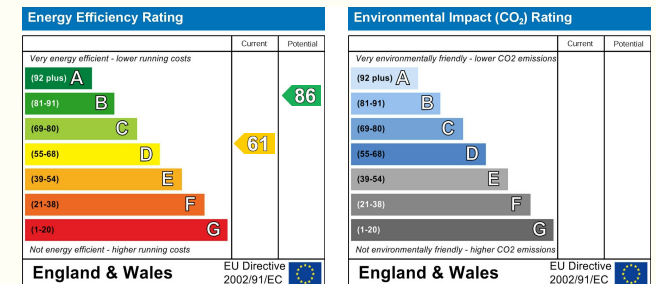 Energy Efficiency Rating
Current Potential
Very energy efficient - lower running costs
(92 plus) A
(81-91) B
86
(69-80) C
61
(55-68) D
(39-54) E
(21-38) F
(1-20) G
Not energy efficient - higher running costs
England & Wales
EU Directive
2002/91/EC
Environmental Impact (CO₂) Rating
Current Potential
Very environmentally friendly - lower CO2 emissions
(92 plus) A
(81-91) B
(69-80) C
(55-68) D
(39-54) E
(21-38) F
(1-20) G
Not environmentally friendly - higher CO2 emissions
England & Wales
EU Directive
2002/91/EC